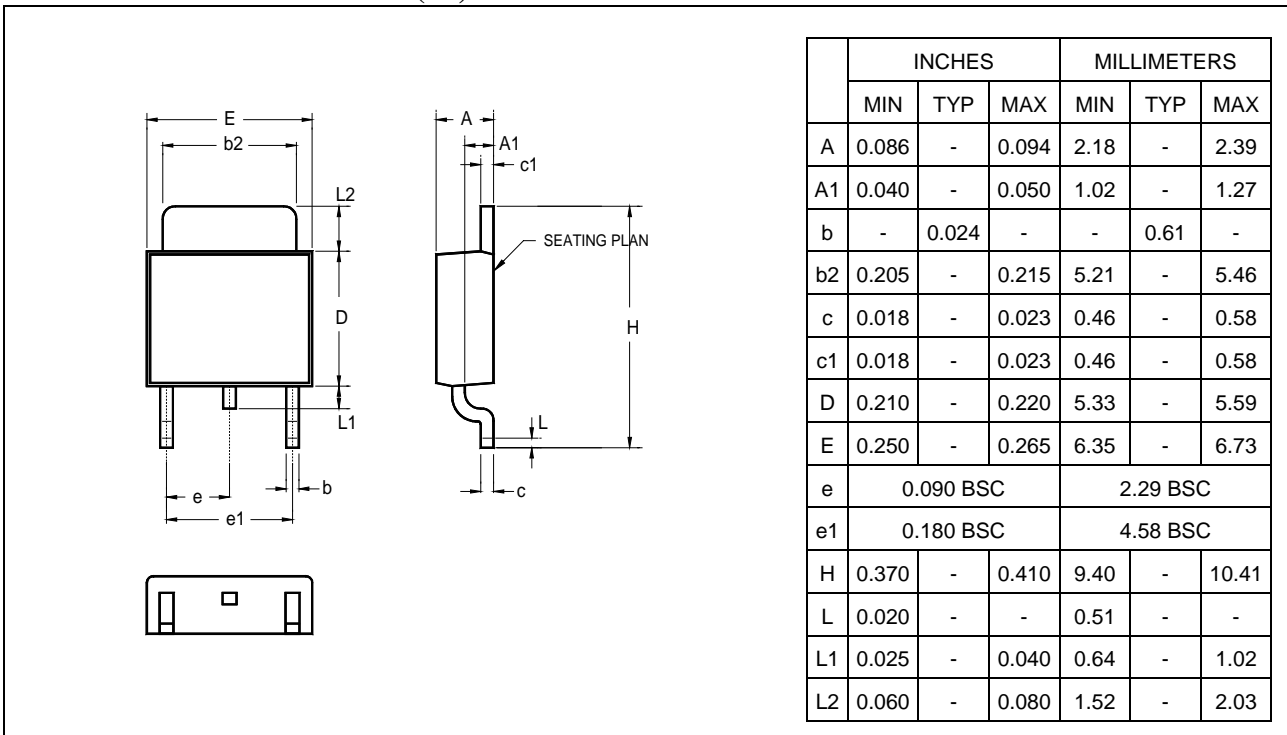 E
b2
L2
D
L1
e
b
e1
A
A1
c1
SEATING PLAN
H
L
c
INCHES MILLIMETERS
MIN TYP MAX MIN TYP MAX
A 0.086 - 0.094 2.18 - 2.39
A1 0.040 - 0.050 1.02 - 1.27
b - 0.024 - - 0.61 -
b2 0.205 - 0.215 5.21 - 5.46
c 0.018 - 0.023 0.46 - 0.58
c1 0.018 - 0.023 0.46 - 0.58
D 0.210 - 0.220 5.33 - 5.59
E 0.250 - 0.265 6.35 - 6.73
e 0.090 BSC 2.29 BSC
e1 0.180 BSC 4.58 BSC
H 0.370 - 0.410 9.40 - 10.41
L 0.020 - - 0.51 - -
L1 0.025 - 0.040 0.64 - 1.02
L2 0.060 - 0.080 1.52 - 2.03